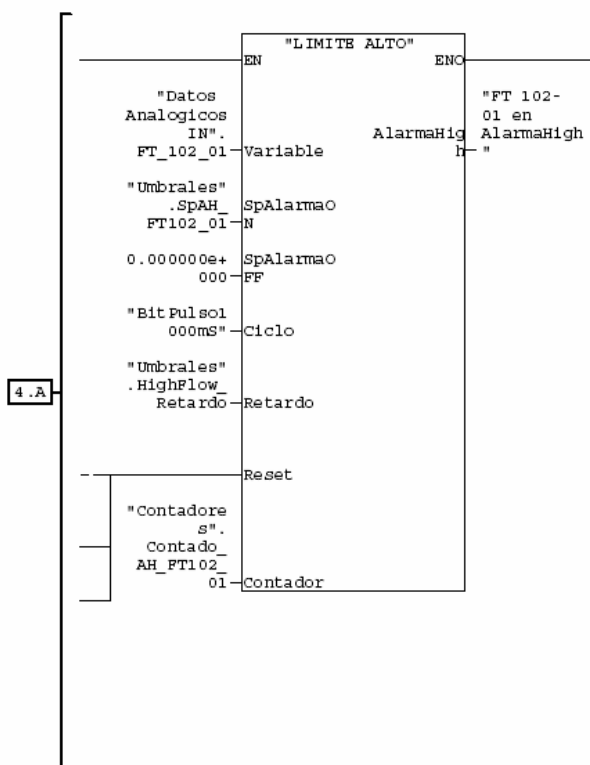 "LIMITE ALTO"
EN ENO
"Datos
Analogicos
IN".
FT_102_01 Variable
AlarmaHig
h
"FT 102-
01 en
AlarmaHigh
"
"Umbrales"
.SpAH_
FT102_01
SpAlarmaO
N
0.000000e+
000
SpAlarmaO
FF
"BitPulso1
000mS" Ciclo
"Umbrales"
.HighFlow_
Retardo Retardo
4.A
Reset
"Contadore
s".
Contado_
AH_FT102_
01 Contador